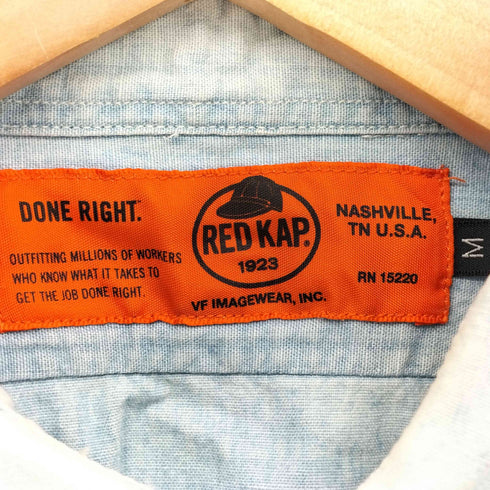 DONE RIGHT.™
OUTFITTING MILLIONS OF WORKERS
WHO KNOW WHAT IT TAKES TO
GET THE JOB DONE RIGHT.
RED KAP®
1923
VF IMAGEWEAR, INC.
NASHVILLE,
TN U.S.A.
RN 15220
M